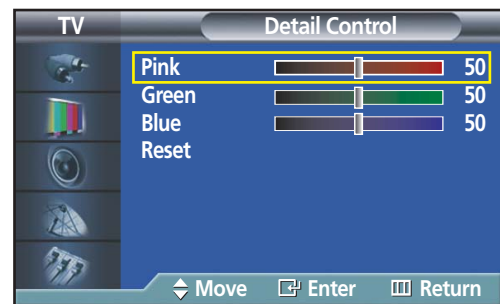 TV Detail Control
Pink 50
Green 50
Blue 50
Reset
Move Enter Return